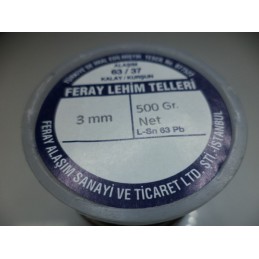 ALAŞIM
63 / 37
KALAY / KURŞUN
FERAY LEHİM TELLERİ
3 mm
500 Gr.
Net
L-Sn 63 Pb
FERAY ALAŞIM SANAYİ VE TİCARET LTD. ŞTİ.-İSTANBUL